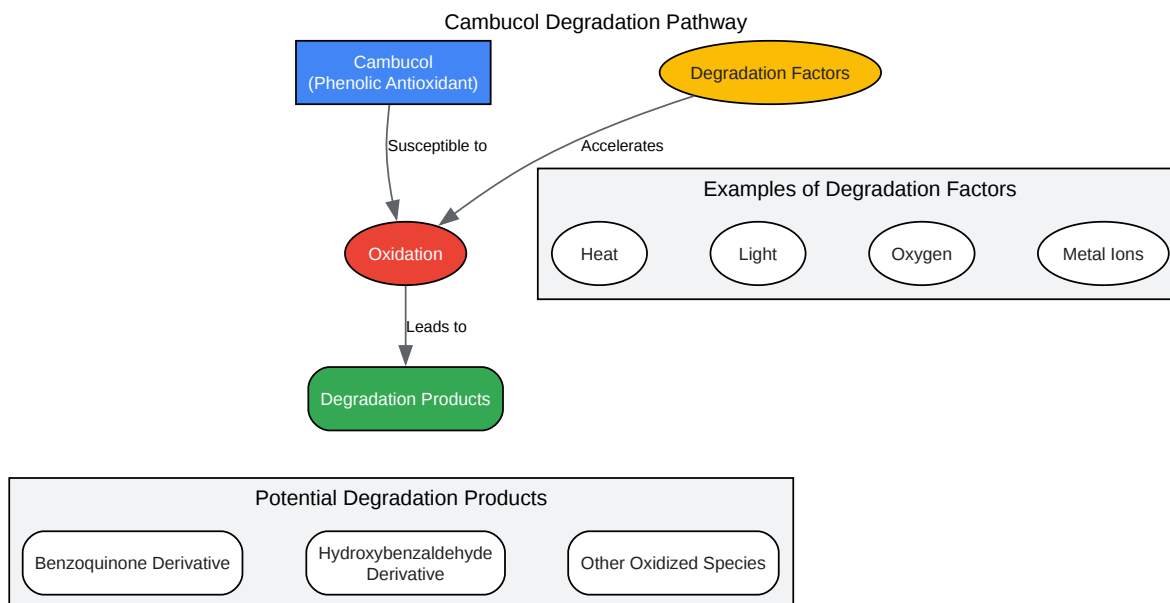 Cambucol Degradation Pathway
Cambucol
(Phenolic Antioxidant)
Degradation Factors
Susceptible to
Accelerates
Examples of Degradation Factors
Oxidation
Heat
Light
Oxygen
Metal Ions
Leads to
Degradation Products
Potential Degradation Products
Benzoquinone Derivative
Hydroxybenzaldehyde
Derivative
Other Oxidized Species